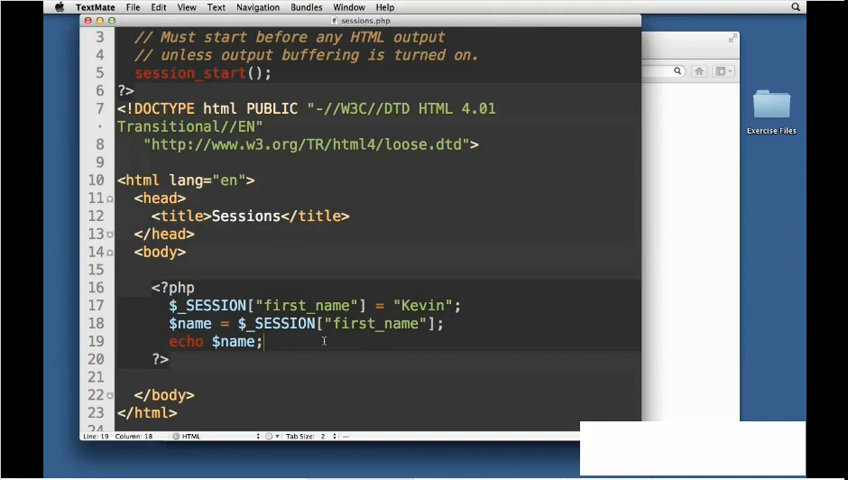 TextMate File Edit View Text Navigation Bundles Window Help
sessions.php
3 // Must start before any HTML output
4 // unless output buffering is turned on.
5 session_start();
6 ?>
7 <!DOCTYPE html PUBLIC "-//W3C//DTD HTML 4.01
· Transitional//EN"
8 "http://www.w3.org/TR/html4/loose.dtd">
9
10 <html lang="en">
11 <head>
12 <title>Sessions</title>
13 </head>
14 <body>
15
16 <?php
17 $_SESSION["first_name"] = "Kevin";
18 $name = $_SESSION["first_name"];
19 echo $name;
20 ?>
21
22 </body>
23 </html>
24
Line: 19 Column: 18 HTML Tab Size: 2 —
Exercise Files